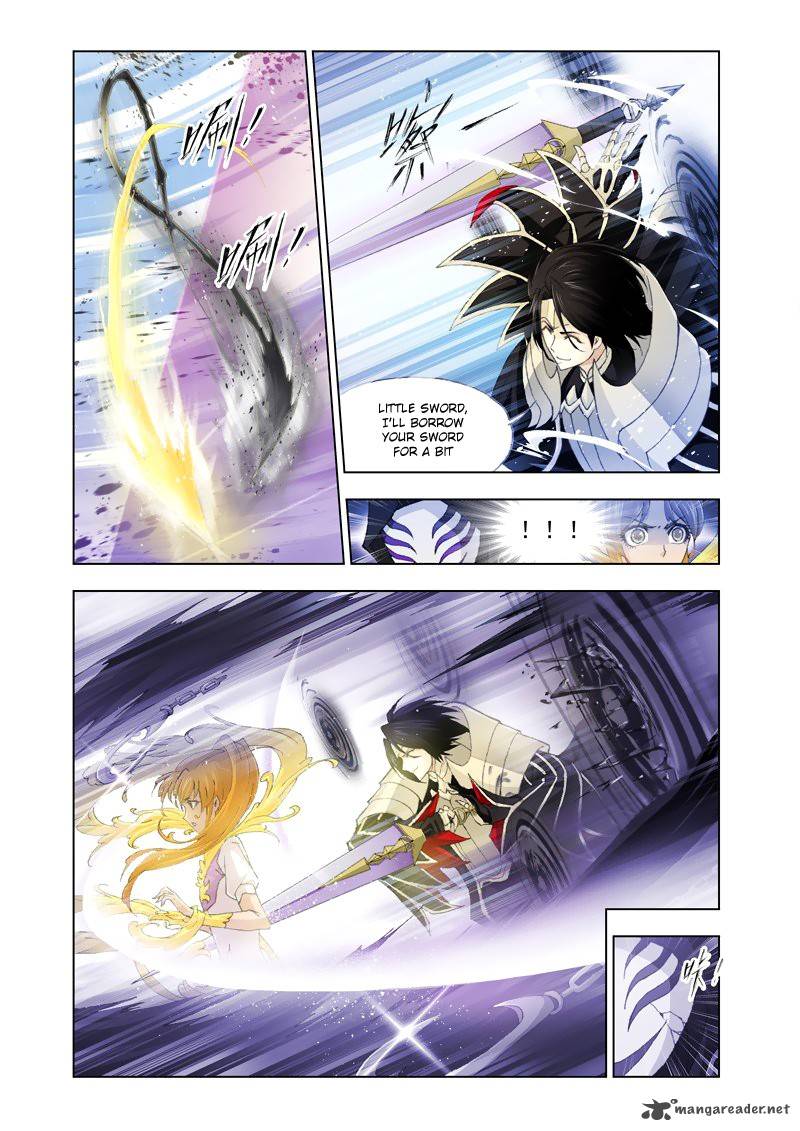 唰!
唰!
嚓!
LITTLE SWORD,
I'LL BORROW
YOUR SWORD
FOR A BIT
!!!
mangareader.net